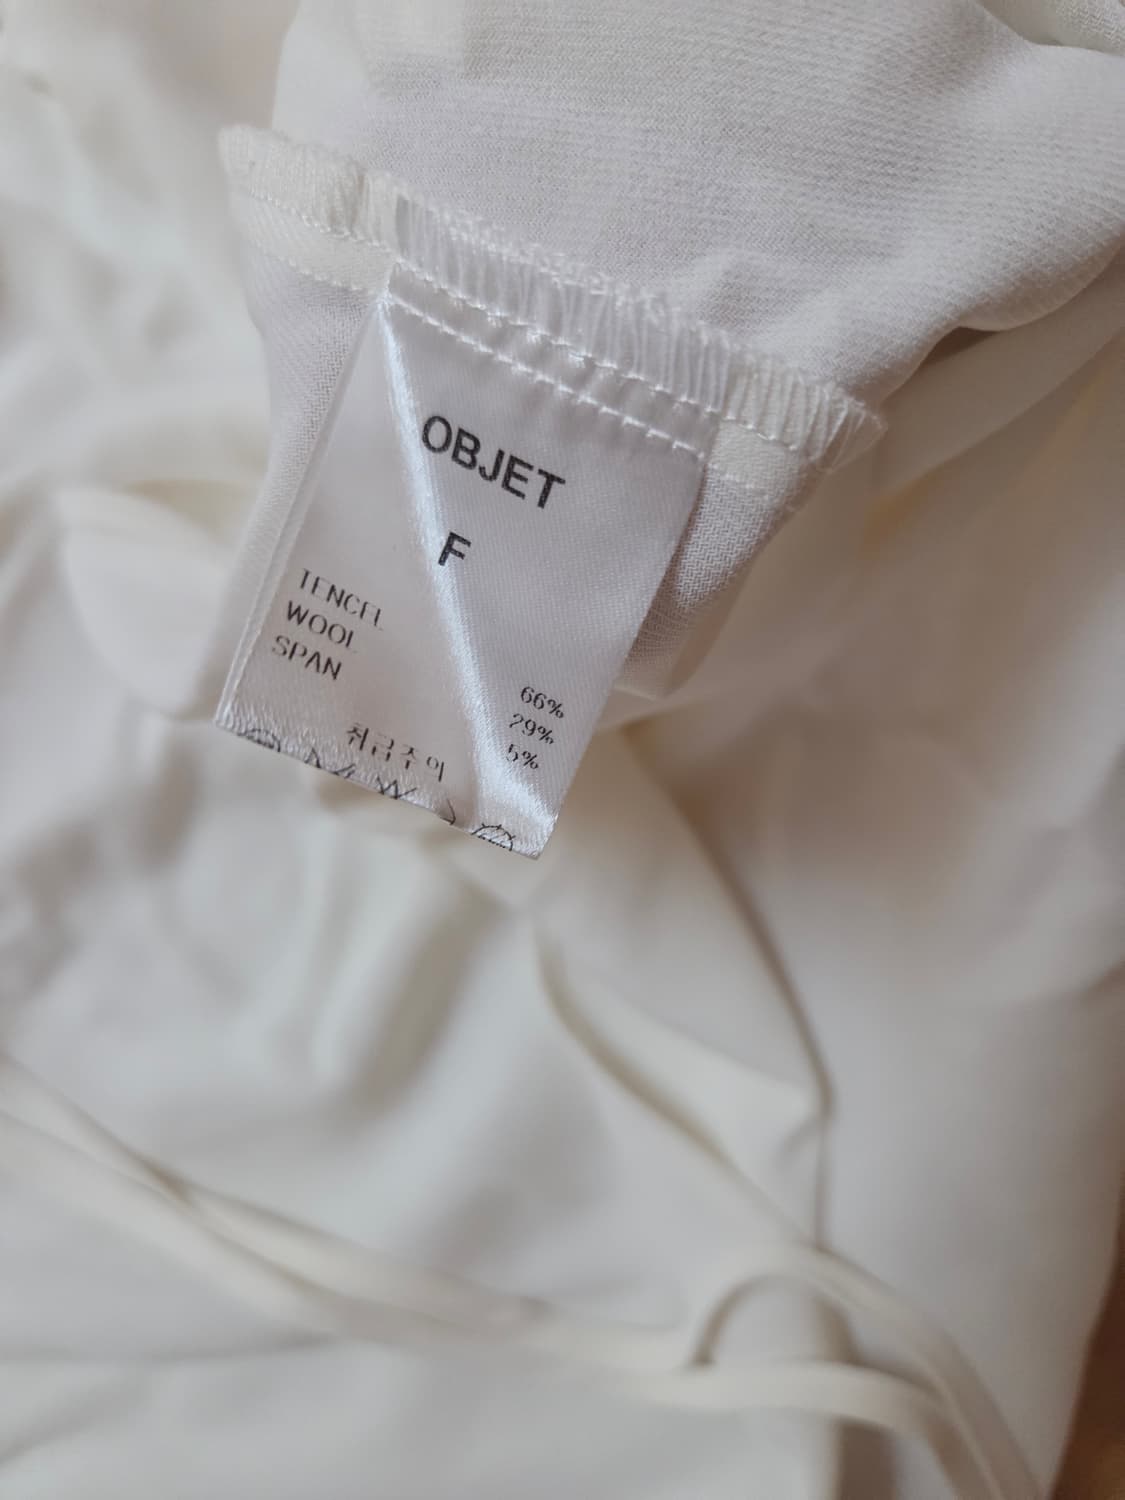 OBJET
F
TENCEL 66%
WOOL 29%
SPAN 5%
취급주의